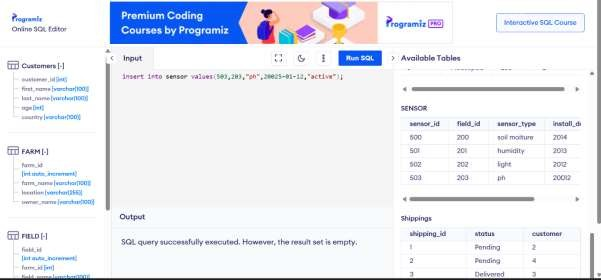 Programiz
Online SQL Editor
Premium Coding
Courses by Programiz
Programiz PRO
Interactive SQL Course
Customers [-]
customer_id [int]
first_name [varchar(100)]
last_name [varchar(100)]
age [int]
country [varchar(100)]
FARM [-]
farm_id
[int auto_increment]
farm_name [varchar(100)]
location [varchar(255)]
owner_name [varchar(100)]
FIELD [-]
field_id
[int auto_increment]
farm_id [int]
field_name [varchar(100)]
Input
Run SQL
insert into sensor values(503,203,"ph",20025-01-12,"active");
Output
SQL query successfully executed. However, the result set is empty.
Available Tables
SENSOR
sensor_id field_id sensor_type install_d
500 200 soil moiture 2014
501 201 humidity 2013
502 202 light 2012
503 203 ph 20012
Shippings
shipping_id status customer
1 Pending 2
2 Pending 4
3 Delivered 3